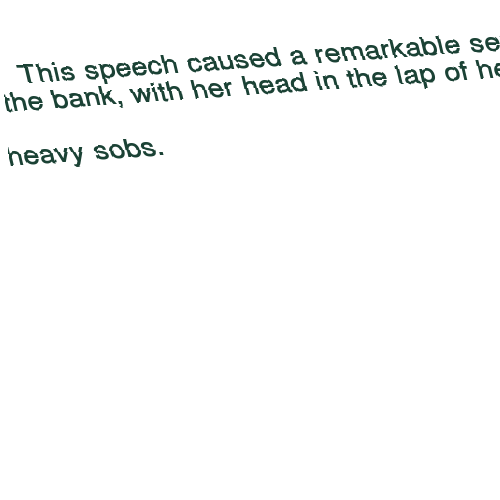 This speech caused a remarkable se
the bank, with her head in the lap of he
heavy sobs.